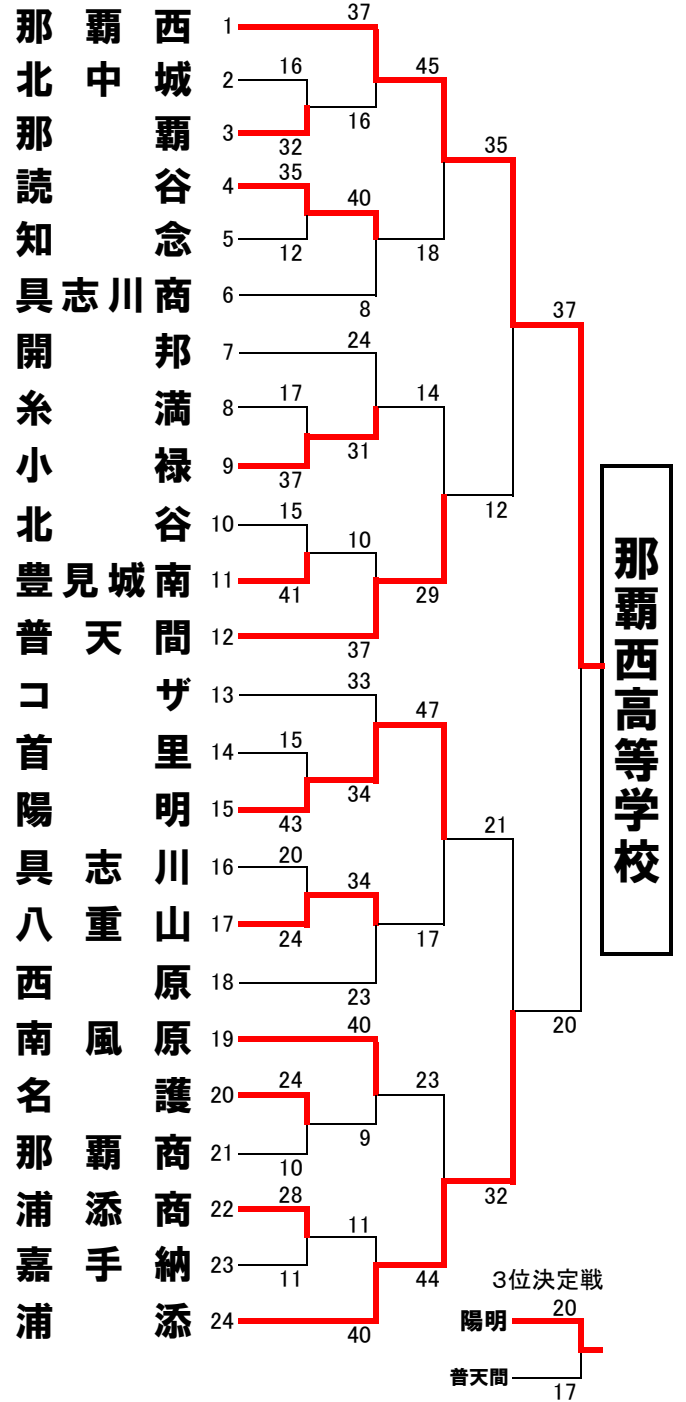 37
那覇西 1
16 45
北中城 2
16
那覇 3
32 35
35
読谷 4 40
知念 5
12 18
具志川商 6
8 37
24
開邦 7
17 14
糸満 8
31
小禄 9
37 12
15
北谷 10 10
豊見城南 11
41 29
普天間 12
37
33
コザ 13 47
15
首里 14
34
陽明 15
43 21
20
具志川 16 34
八重山 17
24 17
西原 18
23
40 20
南風原 19
24 23
名護 20
9
那覇商 21
10 32
28
浦添商 22 11
嘉手納 23
11 44
浦添 24
40
那覇西高等学校
3位決定戦
20
陽明
普天間
17